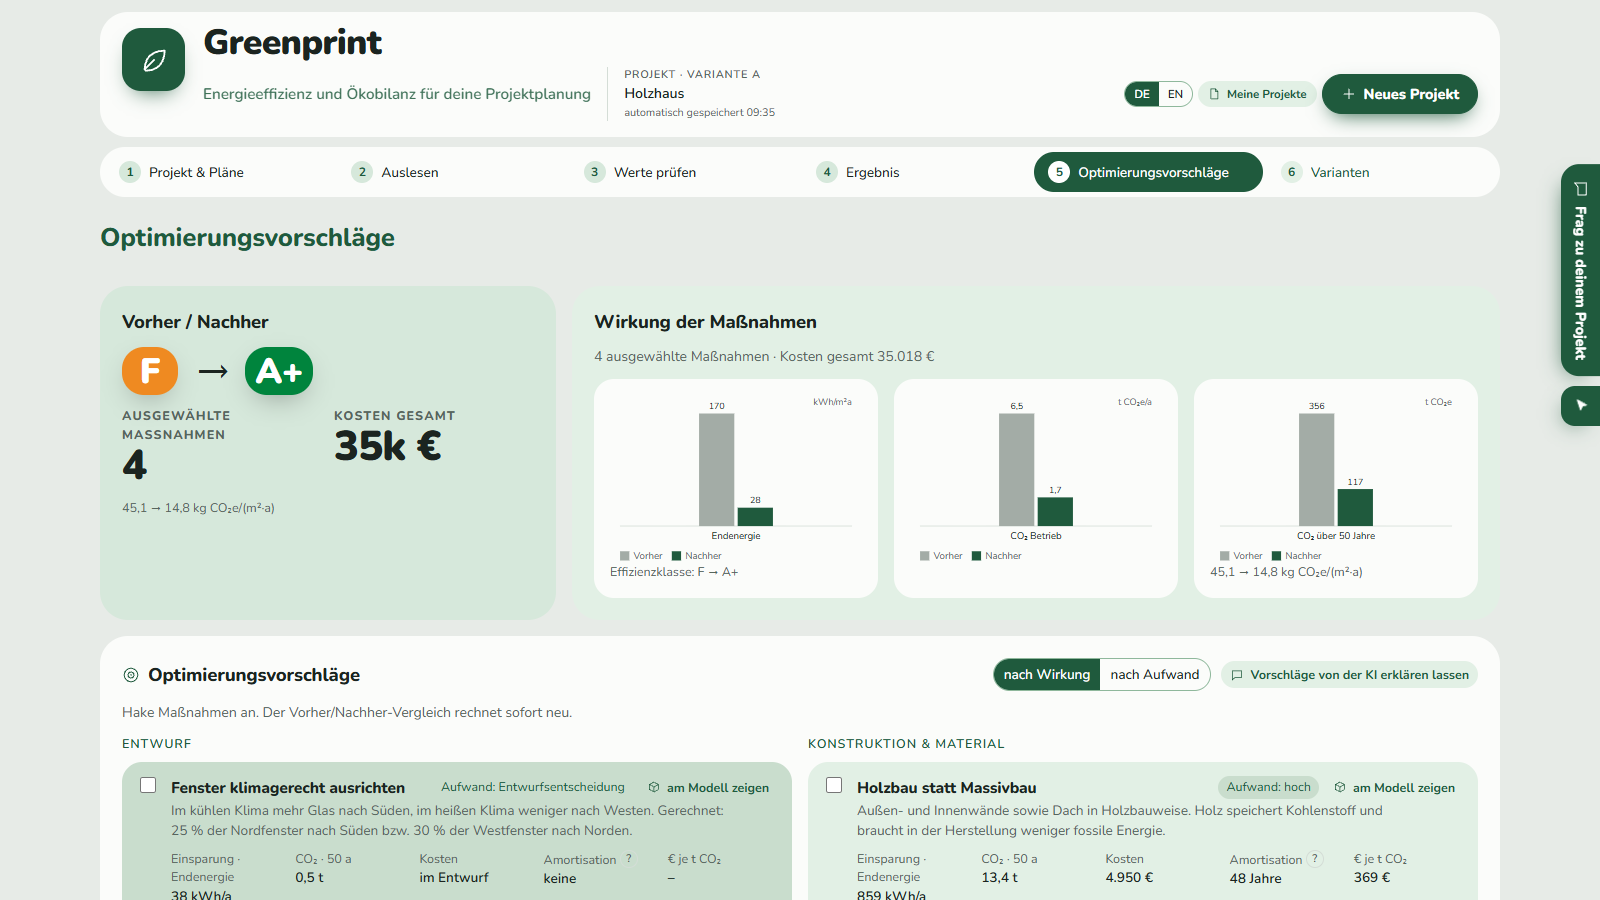 Greenprint
Energieeffizienz und Ökobilanz für deine Projektplanung
PROJEKT · VARIANTE A
Holzhaus
automatisch gespeichert 09:35
DE EN
Meine Projekte
Neues Projekt
1 Projekt & Pläne
2 Auslesen
3 Werte prüfen
4 Ergebnis
5 Optimierungsvorschläge
6 Varianten
Frag zu deinem Projekt
Optimierungsvorschläge
Vorher / Nachher
F → A+
AUSGEWÄHLTE
MASSNAHMEN
4
KOSTEN GESAMT
35k €
45,1 → 14,8 kg CO₂e/(m²·a)
Wirkung der Maßnahmen
4 ausgewählte Maßnahmen · Kosten gesamt 35.018 €
kWh/m²a
170
28
Endenergie
Vorher Nachher
Effizienzklasse: F → A+
t CO₂e/a
6,5
1,7
CO₂ Betrieb
Vorher Nachher
t CO₂e
356
117
CO₂ über 50 Jahre
Vorher Nachher
45,1 → 14,8 kg CO₂e/(m²·a)
Optimierungsvorschläge
nach Wirkung nach Aufwand
Vorschläge von der KI erklären lassen
Hake Maßnahmen an. Der Vorher/Nachher-Vergleich rechnet sofort neu.
ENTWURF
Fenster klimagerecht ausrichten
Aufwand: Entwurfsentscheidung
am Modell zeigen
Im kühlen Klima mehr Glas nach Süden, im heißen Klima weniger nach Westen. Gerechnet:
25 % der Nordfenster nach Süden bzw. 30 % der Westfenster nach Norden.
Einsparung ·
Endenergie
38 kWh/a
CO₂ · 50 a
0,5 t
Kosten
im Entwurf
Amortisation ?
keine
€ je t CO₂
–
KONSTRUKTION & MATERIAL
Holzbau statt Massivbau
Aufwand: hoch
am Modell zeigen
Außen- und Innenwände sowie Dach in Holzbauweise. Holz speichert Kohlenstoff und
braucht in der Herstellung weniger fossile Energie.
Einsparung ·
Endenergie
859 kWh/a
CO₂ · 50 a
13,4 t
Kosten
4.950 €
Amortisation ?
48 Jahre
€ je t CO₂
369 €